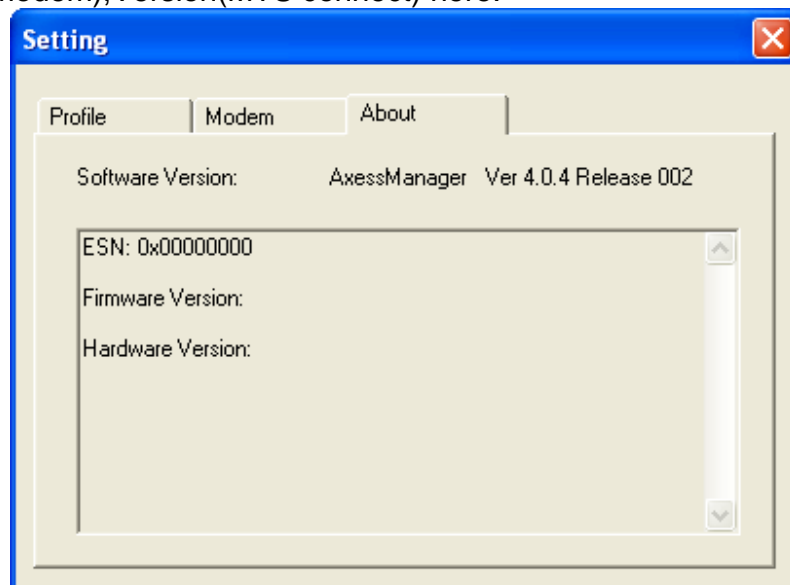 Setting
Profile Modem About
Software Version: AxessManager Ver 4.0.4 Release 002
ESN: 0x00000000
Firmware Version:
Hardware Version: